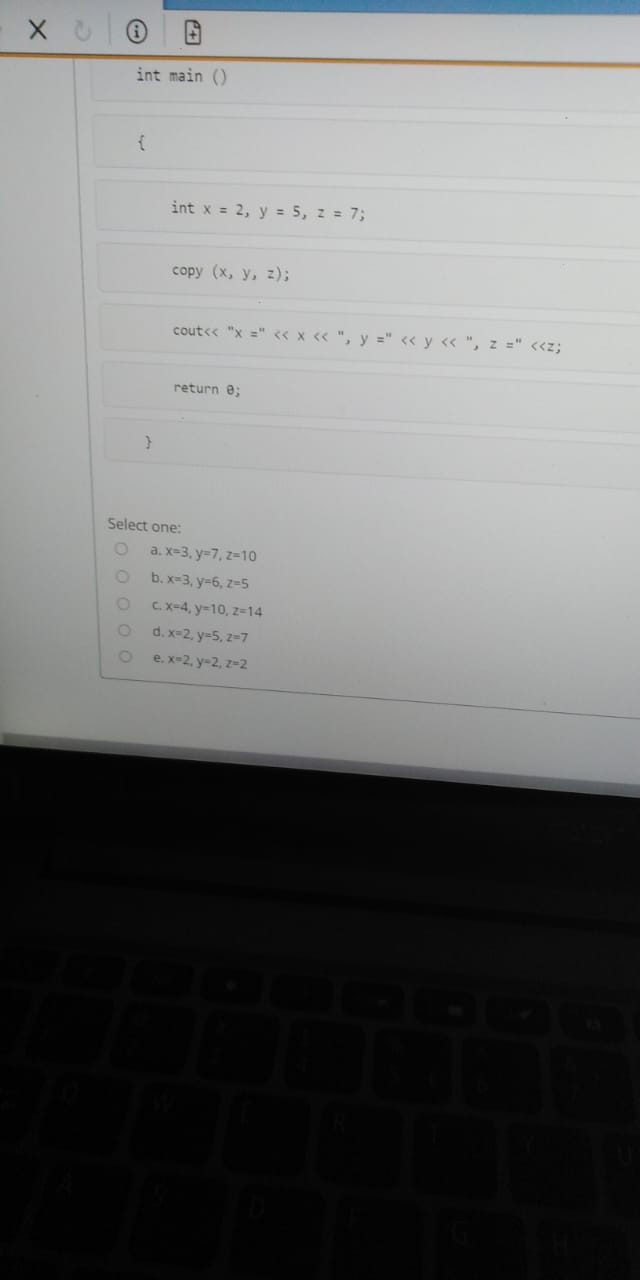 int main ()
{
int x = 2, y = 5, z = 7;
copy (x, y, z);
cout<< "x =" << x << ", y =" << y << ", z =" <<z;
return 0;
}
Select one:
a. x=3, y=7, z=10
b. x=3, y=6, z=5
c. x=4, y=10, z=14
d. x=2, y=5, z=7
e. x=2, y=2, z=2